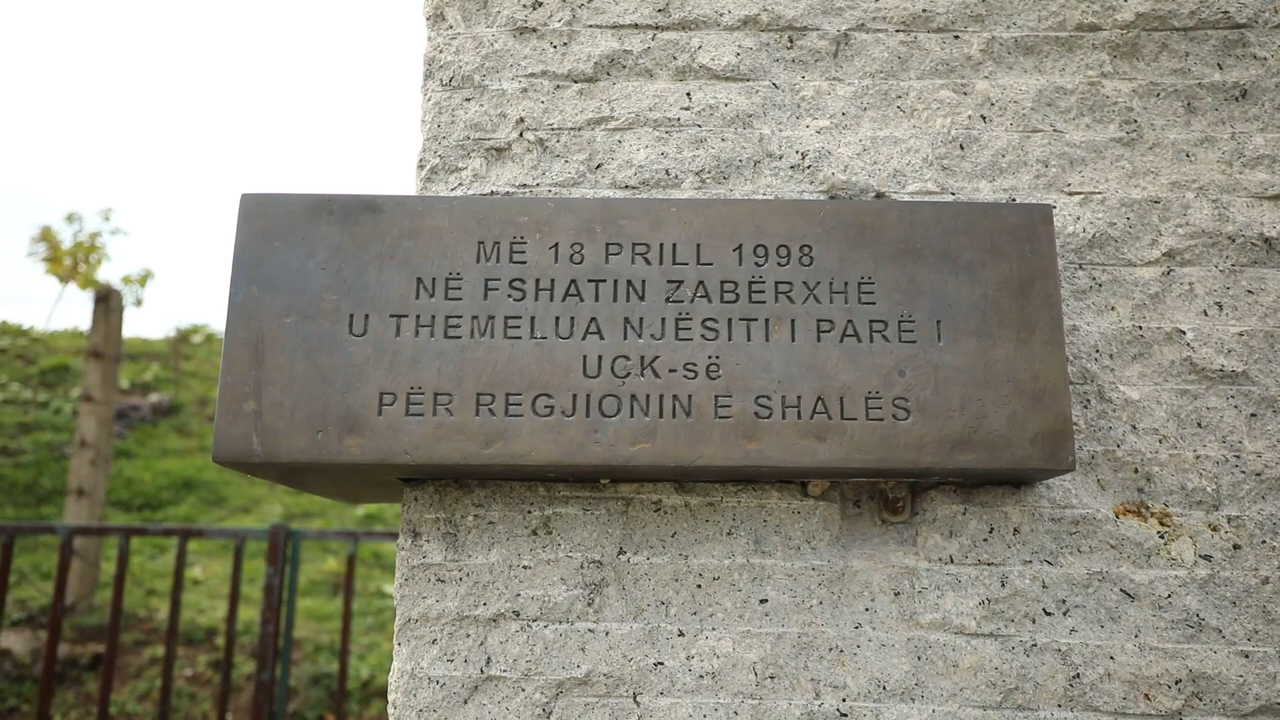 MË 18 PRILL 1998
NË FSHATIN ZABËRXHË
U THEMELUA NJËSITI I PARË I
UÇK-së
PËR REGJIONIN E SHALËS